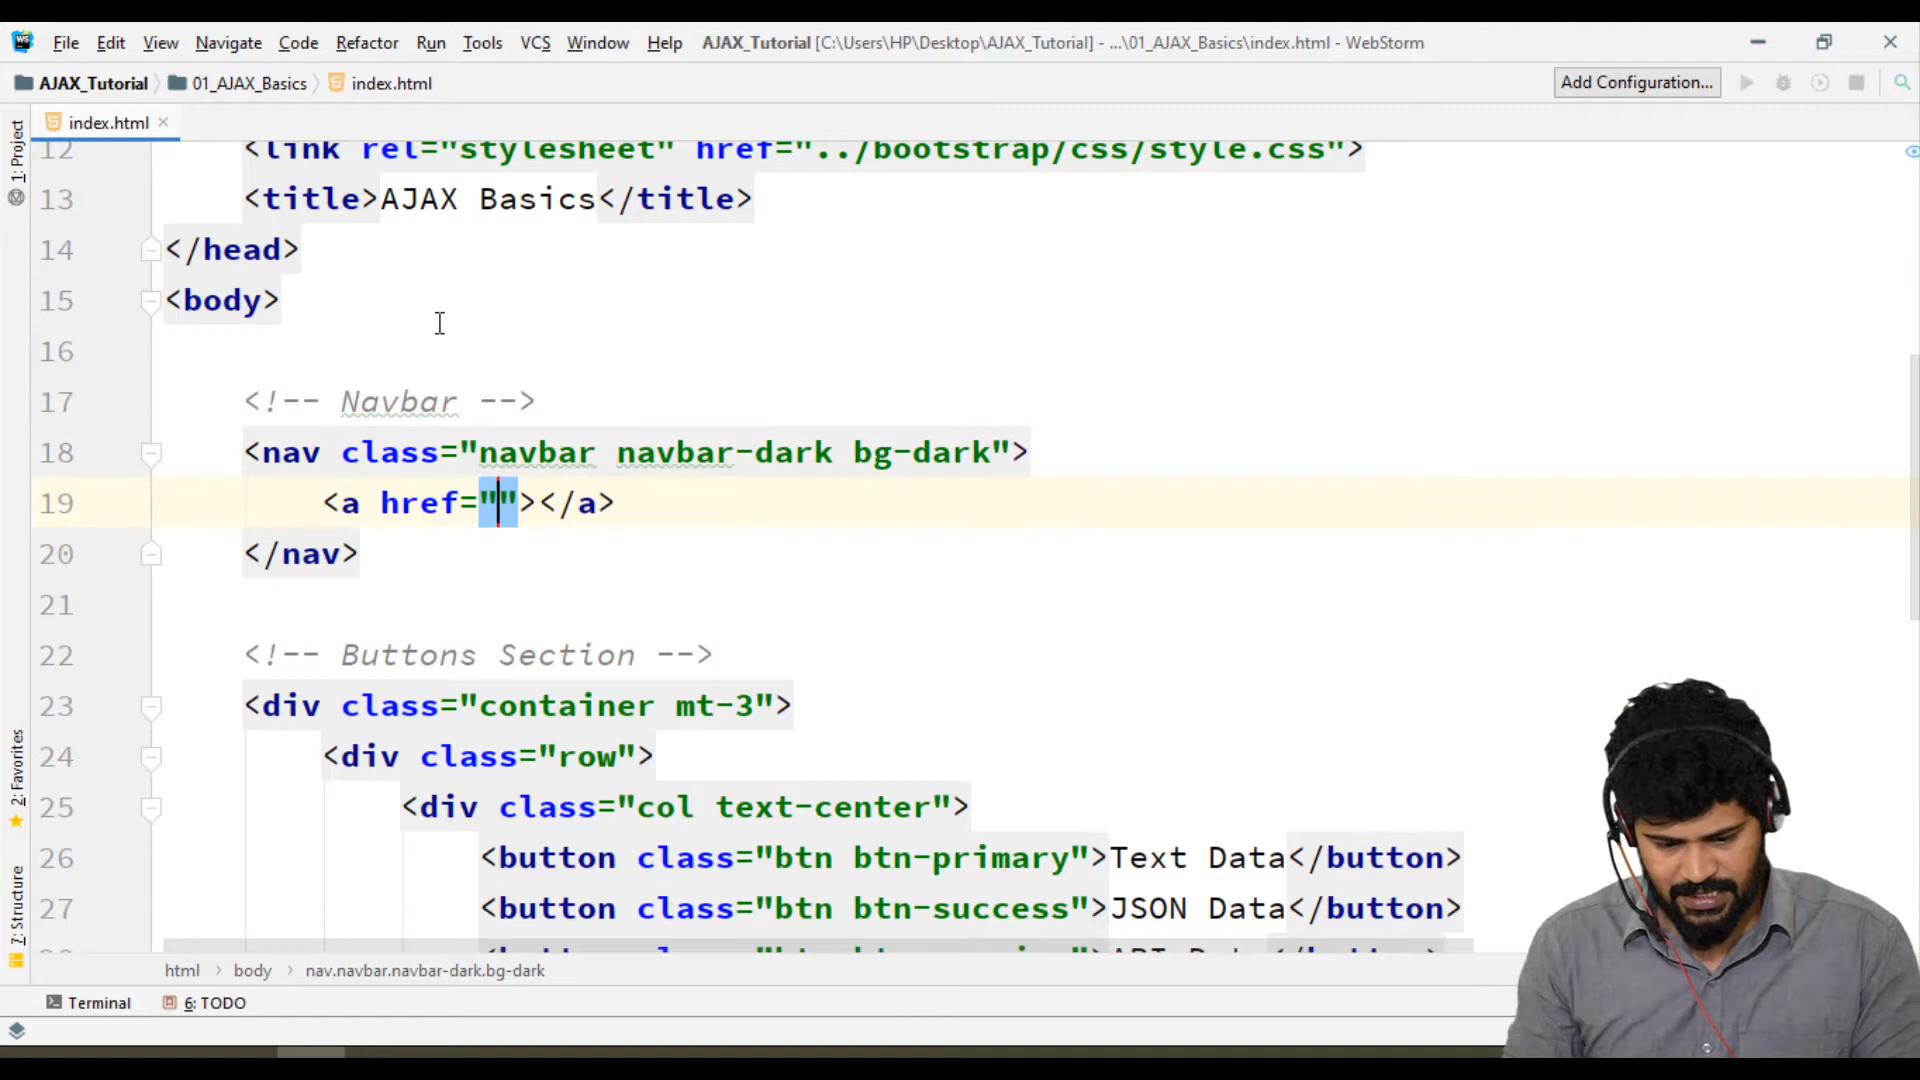 File Edit View Navigate Code Refactor Run Tools VCS Window Help AJAX_Tutorial [C:\Users\HP\Desktop\AJAX_Tutorial] - ...\01_AJAX_Basics\index.html - WebStorm
AJAX_Tutorial 01_AJAX_Basics index.html Add Configuration...
index.html
1: Project
12 <link rel="stylesheet" href="../bootstrap/css/style.css">
13 <title>AJAX Basics</title>
14 </head>
15 <body>
16
17 <!-- Navbar -->
18 <nav class="navbar navbar-dark bg-dark">
19 <a href=""></a>
20 </nav>
21
22 <!-- Buttons Section -->
23 <div class="container mt-3">
24 <div class="row">
25 <div class="col text-center">
26 <button class="btn btn-primary">Text Data</button>
27 <button class="btn btn-success">JSON Data</button>
2: Favorites
7: Structure
html body nav.navbar.navbar-dark.bg-dark
Terminal 6: TODO